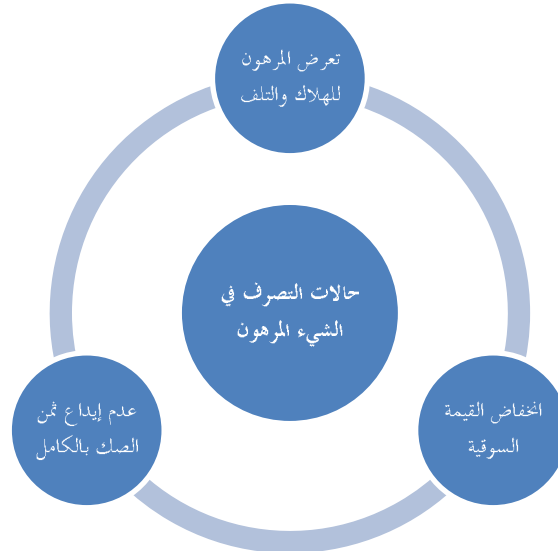 تعرض المرهون
للهلاك والتلف
حالات التصرف في
الشيء المرهون
انخفاض القيمة
السوقية
عدم إيداع ثمن
الصك بالكامل